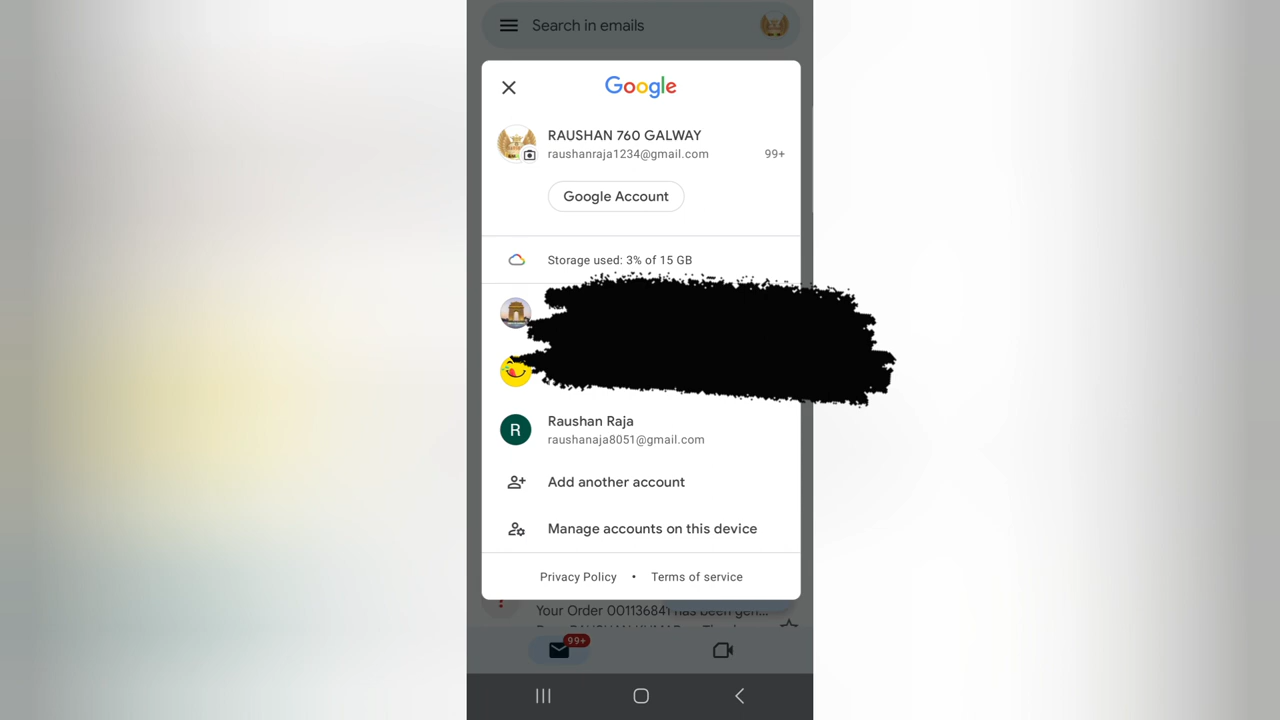 Search in emails
Google
RAUSHAN 760 GALWAY
raushanraja1234@gmail.com
99+
Google Account
Storage used: 3% of 15 GB
R
Raushan Raja
raushanaja8051@gmail.com
Add another account
Manage accounts on this device
Privacy Policy • Terms of service
Your Order 001136841 has been gen...
99+